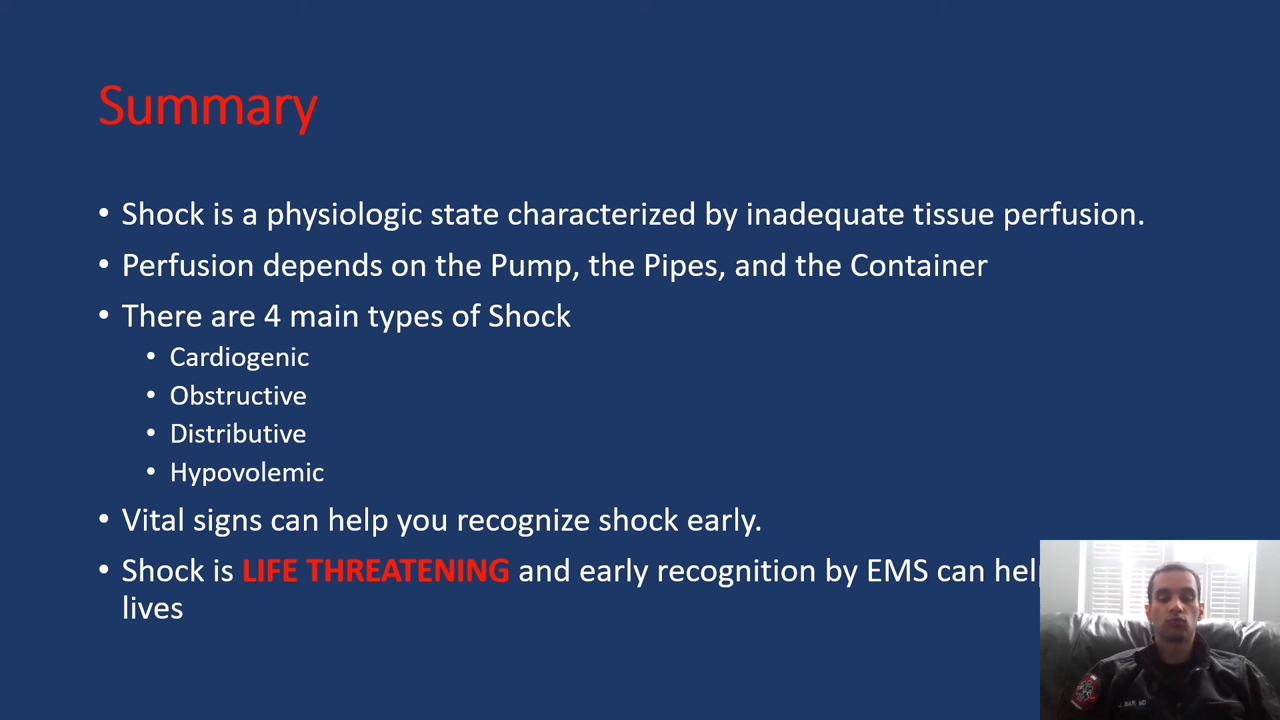 Summary
• Shock is a physiologic state characterized by inadequate tissue perfusion.
• Perfusion depends on the Pump, the Pipes, and the Container
• There are 4 main types of Shock
• Cardiogenic
• Obstructive
• Distributive
• Hypovolemic
• Vital signs can help you recognize shock early.
• Shock is LIFE THREATENING and early recognition by EMS can hel
lives